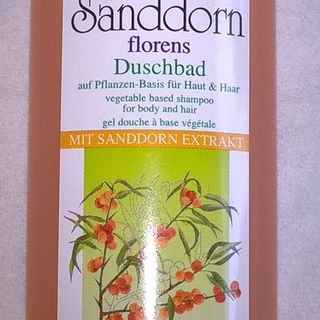 Sanddorn
florens
Duschbad
auf Pflanzen-Basis für Haut & Haar
vegetable based shampoo
for body and hair
gel douche à base végétale
MIT SANDDORN EXTRAKT